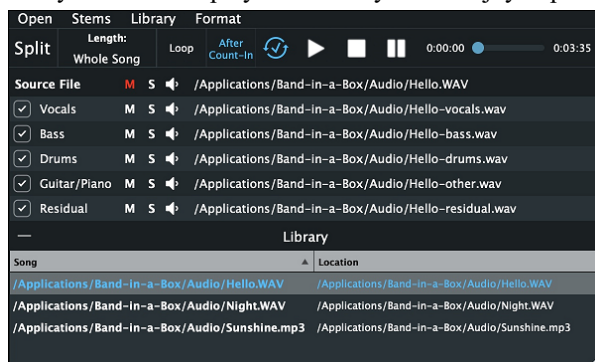 Open Stems Library Format
Split Length: Whole Song Loop After Count-In 0:00:00 0:03:35
Source File M S /Applications/Band-in-a-Box/Audio/Hello.WAV
Vocals M S /Applications/Band-in-a-Box/Audio/Hello-vocals.wav
Bass M S /Applications/Band-in-a-Box/Audio/Hello-bass.wav
Drums M S /Applications/Band-in-a-Box/Audio/Hello-drums.wav
Guitar/Piano M S /Applications/Band-in-a-Box/Audio/Hello-other.wav
Residual M S /Applications/Band-in-a-Box/Audio/Hello-residual.wav
Library
Song Location
/Applications/Band-in-a-Box/Audio/Hello.WAV /Applications/Band-in-a-Box/Audio/Hello.WAV
/Applications/Band-in-a-Box/Audio/Night.WAV /Applications/Band-in-a-Box/Audio/Night.WAV
/Applications/Band-in-a-Box/Audio/Sunshine.mp3 /Applications/Band-in-a-Box/Audio/Sunshine.mp3